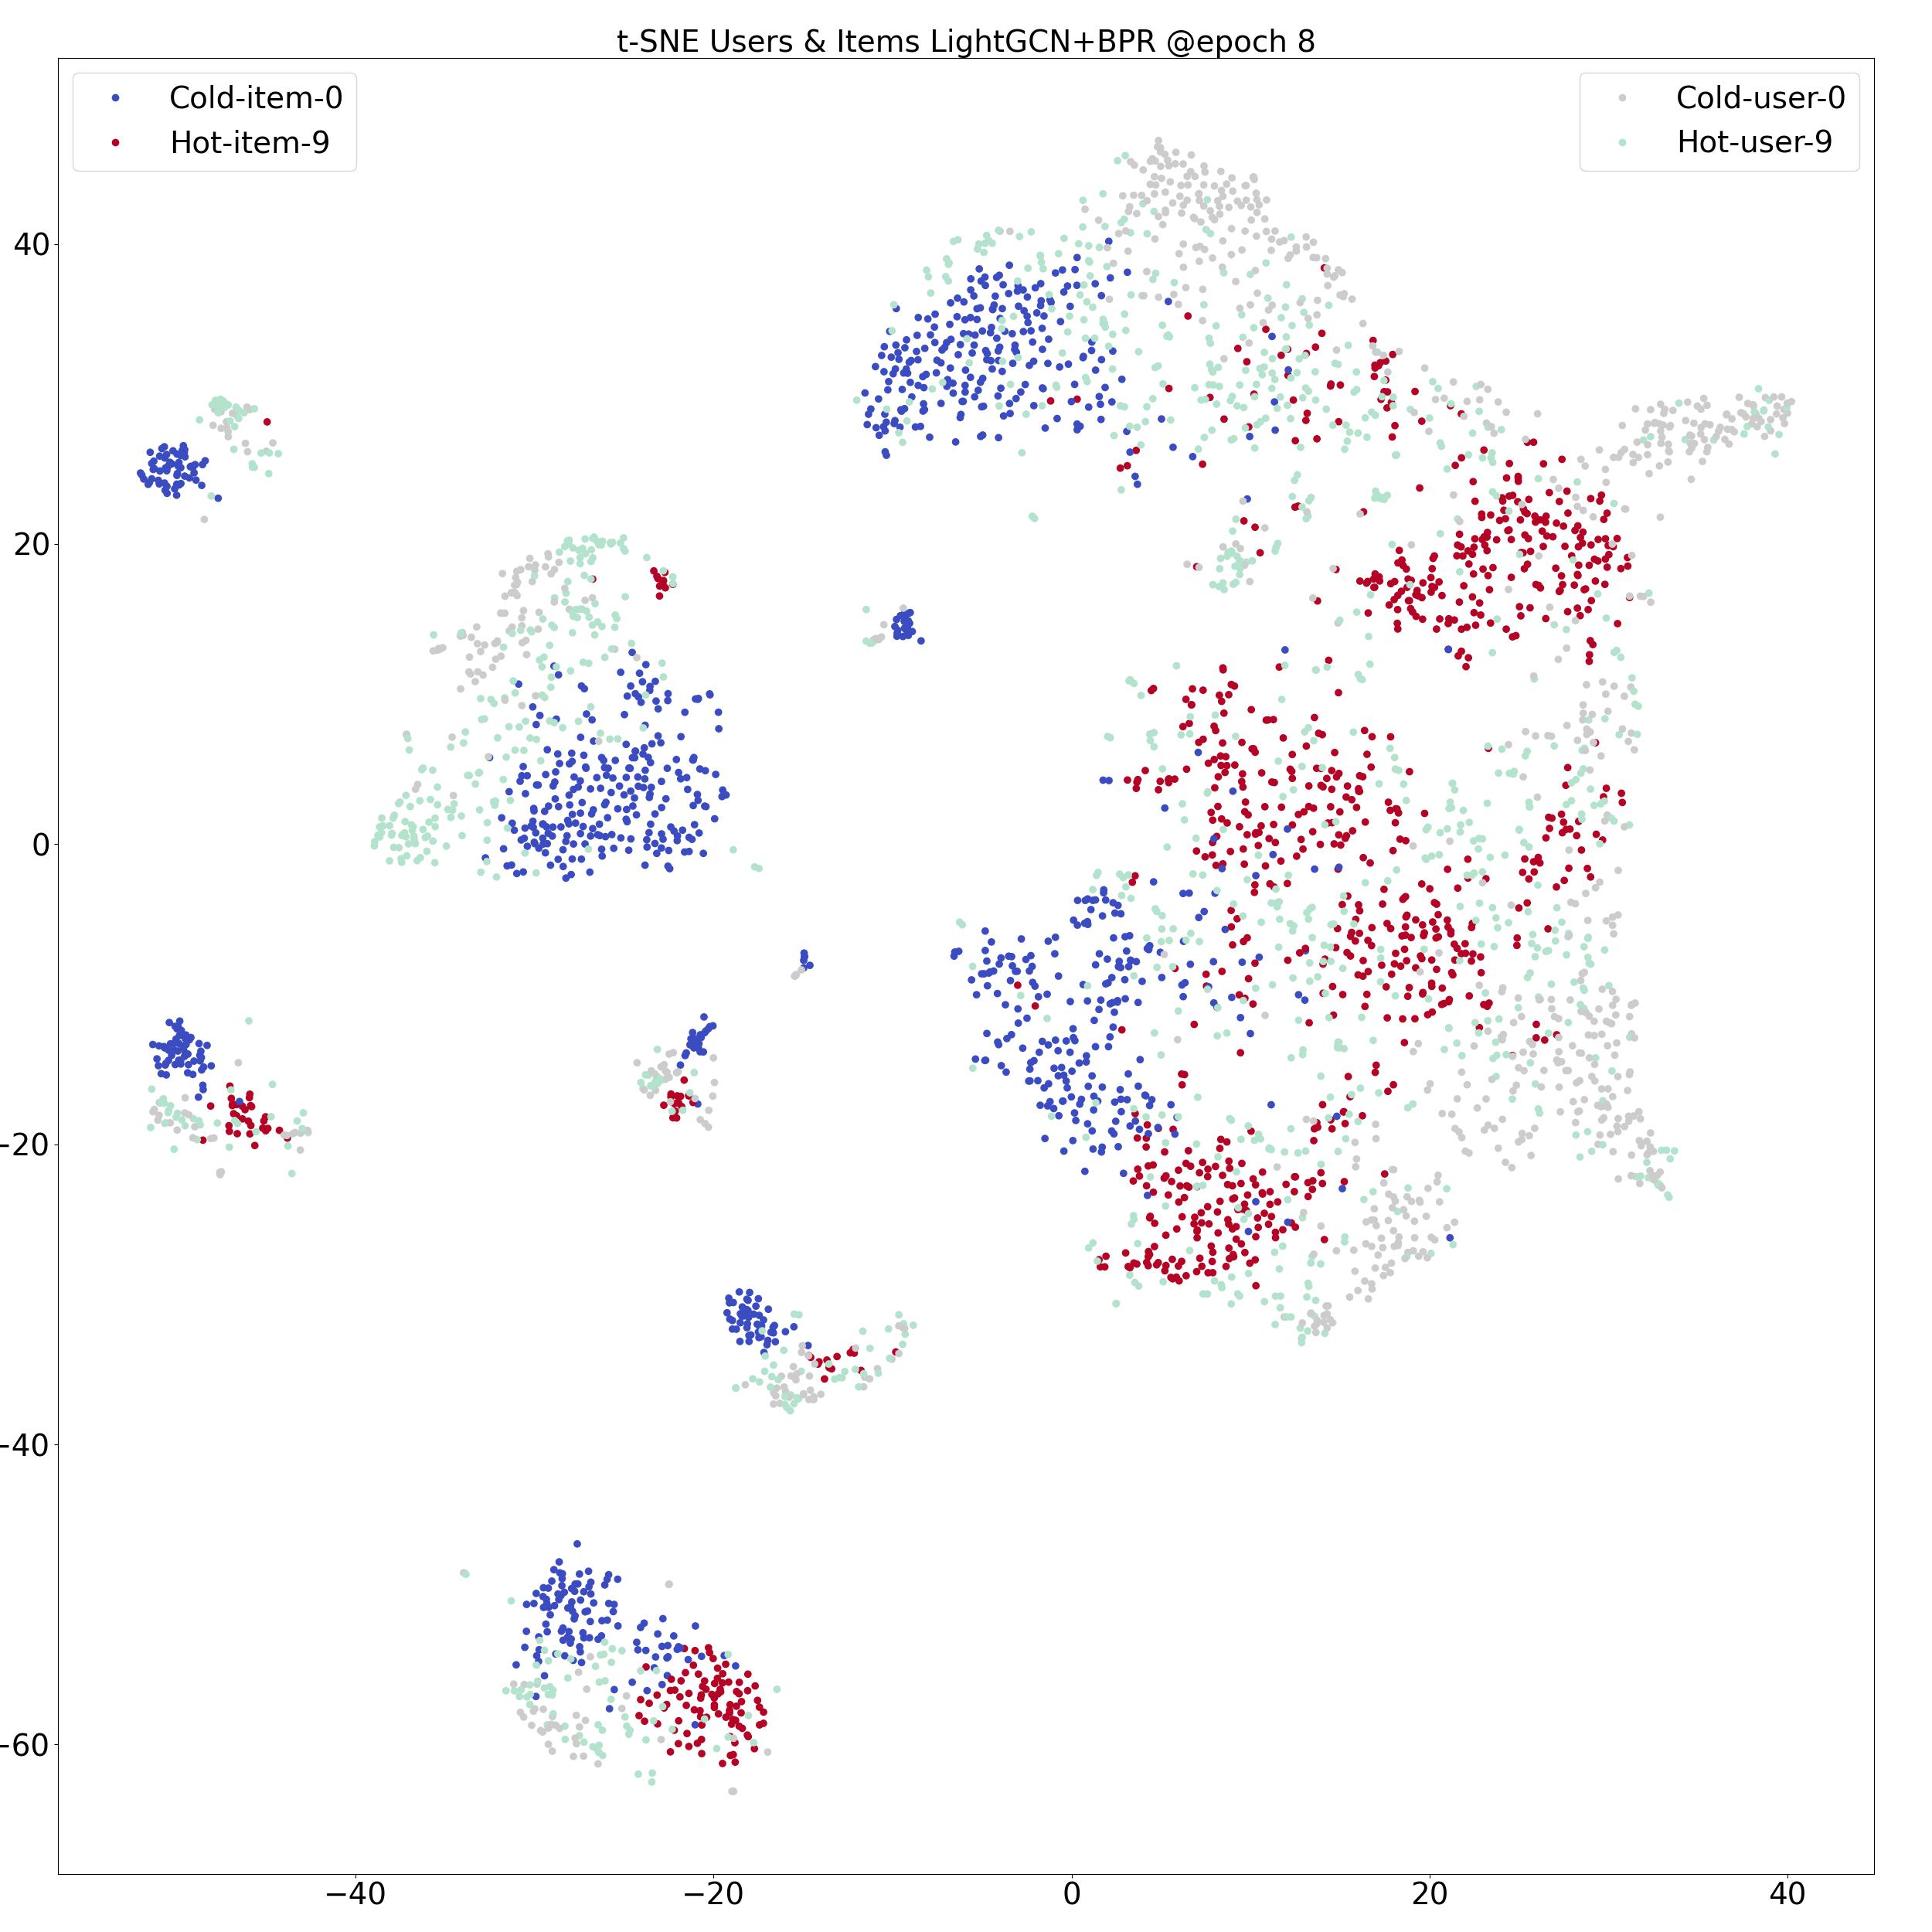 t-SNE Users & Items LightGCN+BPR @epoch 8
Cold-item-0
Hot-item-9
Cold-user-0
Hot-user-9
40
20
0
−20
−40
−60
−40
−20
0
20
40